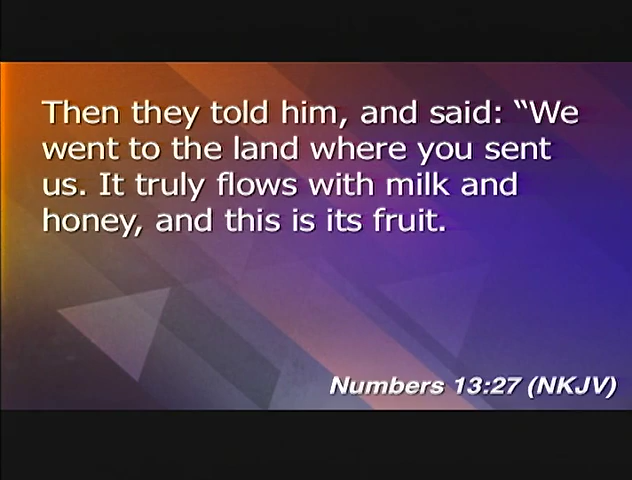 Then they told him, and said: “We
went to the land where you sent
us. It truly flows with milk and
honey, and this is its fruit.
Numbers 13:27 (NKJV)